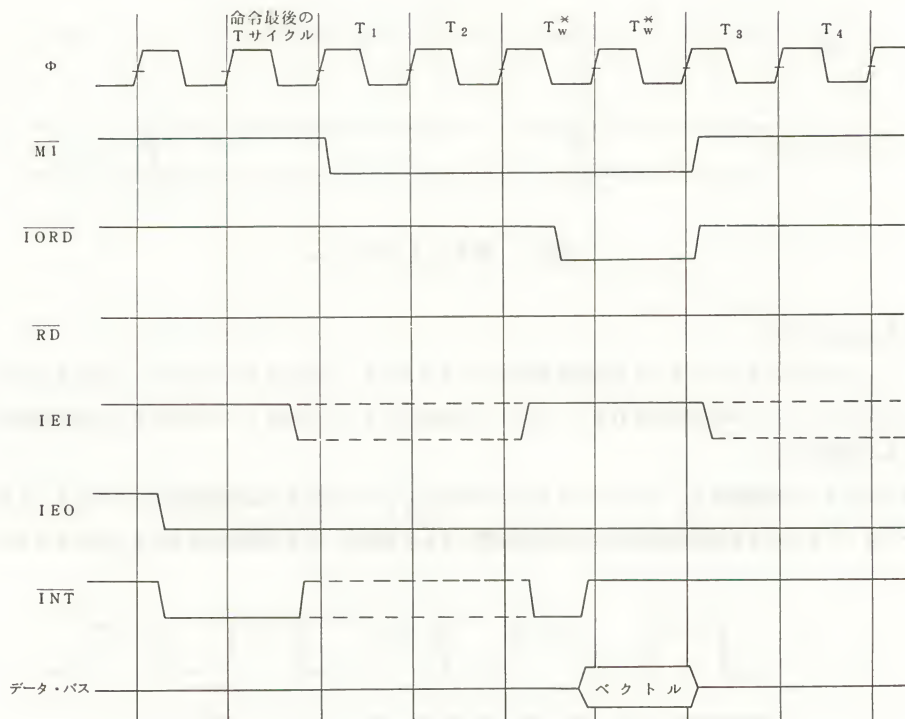 命令最後の
Tサイクル
T1
T2
T*w
T*w
T3
T4
Φ
M1
IORD
RD
IEI
IEO
INT
データ・バス
ベクトル